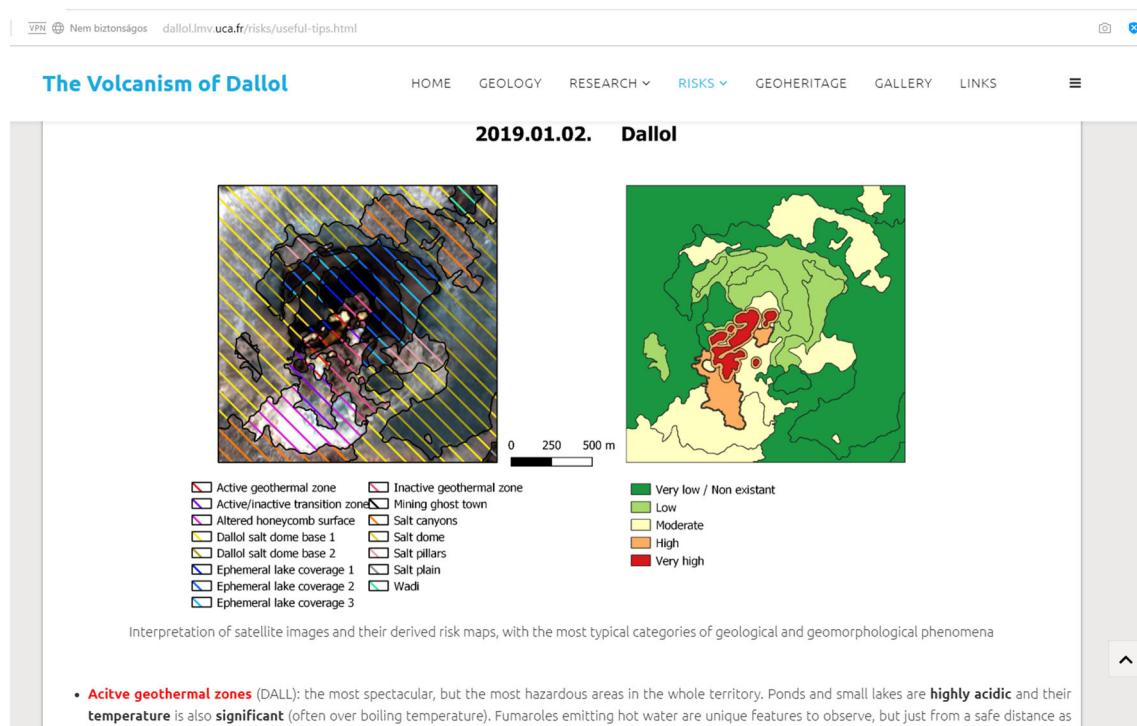 VPN Nem biztonságos dallol.lmv.uca.fr/risks/useful-tips.html
The Volcanism of Dallol HOME GEOLOGY RESEARCH RISKS GEOHERITAGE GALLERY LINKS
2019.01.02. Dallol
0 250 500 m
Active geothermal zone Inactive geothermal zone
Active/inactive transition zone Mining ghost town
Altered honeycomb surface Salt canyons
Dallol salt dome base 1 Salt dome
Dallol salt dome base 2 Salt pillars
Ephemeral lake coverage 1 Salt plain
Ephemeral lake coverage 2 Wadi
Ephemeral lake coverage 3
Very low / Non existant
Low
Moderate
High
Very high
Interpretation of satellite images and their derived risk maps, with the most typical categories of geological and geomorphological phenomena
• Acitve geothermal zones (DALL): the most spectacular, but the most hazardous areas in the whole territory. Ponds and small lakes are highly acidic and their
temperature is also significant (often over boiling temperature). Fumaroles emitting hot water are unique features to observe, but just from a safe distance as